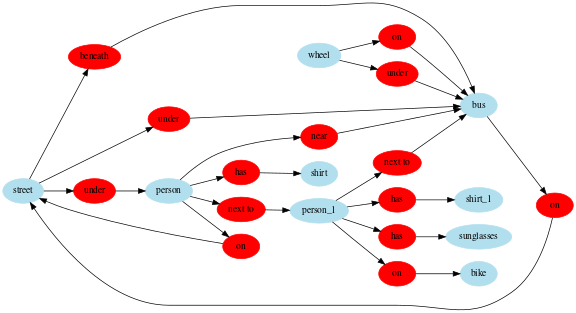 beneath
wheel
on
under
bus
under
near
next to
has
shirt
street
under
person
next to
person_1
has
shirt_1
on
on
has
sunglasses
on
bike